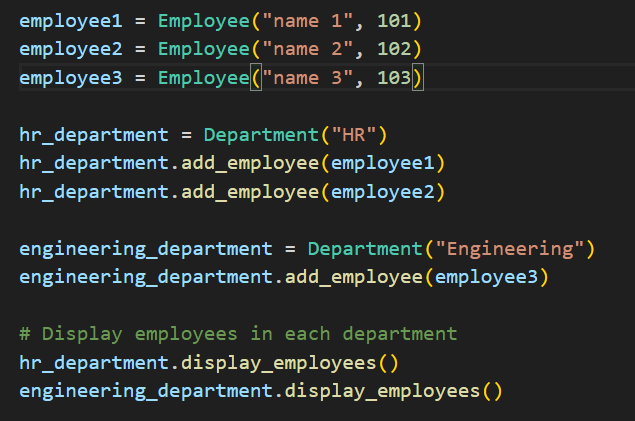 employee1 = Employee("name 1", 101)
employee2 = Employee("name 2", 102)
employee3 = Employee("name 3", 103)
hr_department = Department("HR")
hr_department.add_employee(employee1)
hr_department.add_employee(employee2)
engineering_department = Department("Engineering")
engineering_department.add_employee(employee3)
# Display employees in each department
hr_department.display_employees()
engineering_department.display_employees()